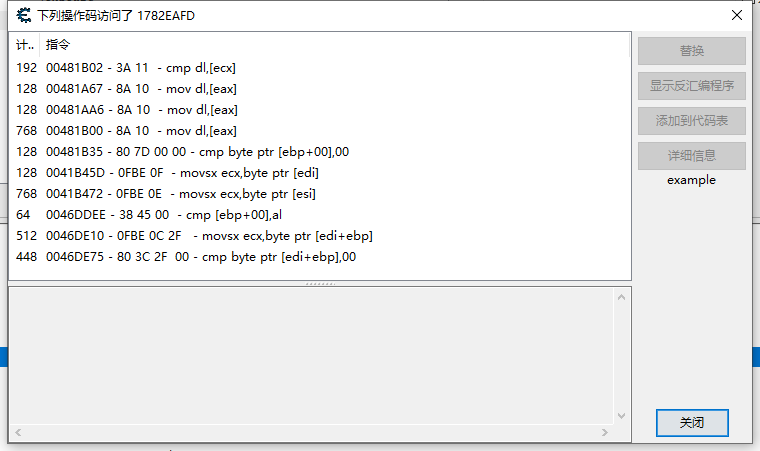 下列操作码访问了 1782EAFD
计.. 指令
192 00481B02 - 3A 11 - cmp dl,[ecx]
128 00481A67 - 8A 10 - mov dl,[eax]
128 00481AA6 - 8A 10 - mov dl,[eax]
768 00481B00 - 8A 10 - mov dl,[eax]
128 00481B35 - 80 7D 00 00 - cmp byte ptr [ebp+00],00
128 0041B45D - 0FBE 0F - movsx ecx,byte ptr [edi]
768 0041B472 - 0FBE 0E - movsx ecx,byte ptr [esi]
64 0046DDEE - 38 45 00 - cmp [ebp+00],al
512 0046DE10 - 0FBE 0C 2F - movsx ecx,byte ptr [edi+ebp]
448 0046DE75 - 80 3C 2F 00 - cmp byte ptr [edi+ebp],00
替换
显示反汇编程序
添加到代码表
详细信息
example
关闭